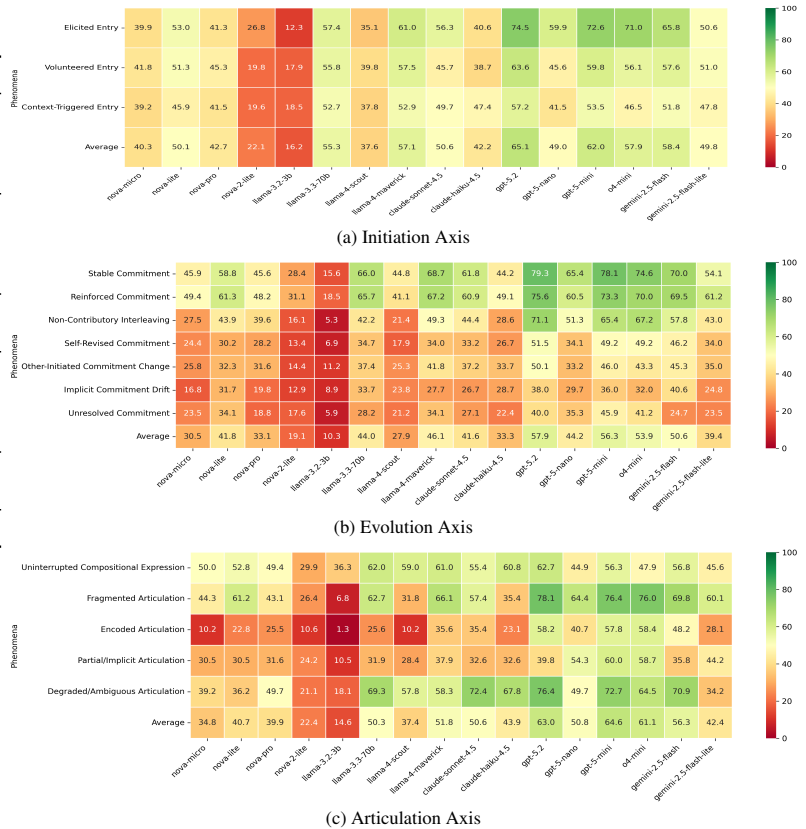 Phenomena
Elicited Entry 39.9 53.0 41.3 26.8 12.3 57.4 35.1 61.0 56.3 40.6 74.5 59.9 72.6 71.0 65.8 50.6
Volunteered Entry 41.8 51.3 45.3 19.8 17.9 55.8 39.8 57.5 45.7 38.7 63.6 45.6 59.8 56.1 57.6 51.0
Context-Triggered Entry 39.2 45.9 41.5 19.6 18.5 52.7 37.8 52.9 49.7 47.4 57.2 41.5 53.5 46.5 51.8 47.8
Average 40.3 50.1 42.7 22.1 16.2 55.3 37.6 57.1 50.6 42.2 65.1 49.0 62.0 57.9 58.4 49.8
nova-micro nova-lite nova-pro nova-2-lite llama-3.2-3b llama-3.3-70b llama-4-scout llama-4-maverick claude-sonnet-4.5 claude-haiku-4.5 gpt-5.2 gpt-5-nano gpt-5-mini o4-mini gemini-2.5-flash gemini-2.5-flash-lite
100
80
60
40
20
0
(a) Initiation Axis
Phenomena
Stable Commitment 45.9 58.8 45.6 28.4 15.6 66.0 44.8 68.7 61.8 44.2 79.3 65.4 78.1 74.6 70.0 54.1
Reinforced Commitment 49.4 61.3 48.2 31.1 18.5 65.7 41.1 67.2 60.9 49.1 75.6 60.5 73.3 70.0 69.5 61.2
Non-Contributory Interleaving 27.5 43.9 39.6 16.1 5.3 42.2 21.4 49.3 44.4 28.6 71.1 51.3 65.4 67.2 57.8 43.0
Self-Revised Commitment 24.4 30.2 28.2 13.4 6.9 34.7 17.9 34.0 33.2 26.7 51.5 34.1 49.2 49.2 46.2 34.0
Other-Initiated Commitment Change 25.8 32.3 31.6 14.4 11.2 37.4 25.3 41.8 37.2 33.7 50.1 33.2 46.0 43.3 45.3 35.0
Implicit Commitment Drift 16.8 31.7 19.8 12.9 8.9 33.7 23.8 27.7 26.7 28.7 38.0 29.7 36.0 32.0 40.6 24.8
Unresolved Commitment 23.5 34.1 18.8 17.6 5.9 28.2 21.2 34.1 27.1 22.4 40.0 35.3 45.9 41.2 24.7 23.5
Average 30.5 41.8 33.1 19.1 10.3 44.0 27.9 46.1 41.6 33.3 57.9 44.2 56.3 53.9 50.6 39.4
nova-micro nova-lite nova-pro nova-2-lite llama-3.2-3b llama-3.3-70b llama-4-scout llama-4-maverick claude-sonnet-4.5 claude-haiku-4.5 gpt-5.2 gpt-5-nano gpt-5-mini o4-mini gemini-2.5-flash gemini-2.5-flash-lite
100
80
60
40
20
0
(b) Evolution Axis
Phenomena
Uninterrupted Compositional Expression 50.0 52.8 49.4 29.9 36.3 62.0 59.0 61.0 55.4 60.8 62.7 44.9 56.3 47.9 56.8 45.6
Fragmented Articulation 44.3 61.2 43.1 26.4 6.8 62.7 31.8 66.1 57.4 35.4 78.1 64.4 76.4 76.0 69.8 60.1
Encoded Articulation 10.2 22.8 25.5 10.6 1.3 25.6 10.2 35.6 35.4 23.1 58.2 40.7 57.8 58.4 48.2 28.1
Partial/Implicit Articulation 30.5 30.5 31.6 24.2 10.5 31.9 28.4 37.9 32.6 32.6 39.8 54.3 60.0 58.7 35.8 44.2
Degraded/Ambiguous Articulation 39.2 36.2 49.7 21.1 18.1 69.3 57.8 58.3 72.4 67.8 76.4 49.7 72.7 64.5 70.9 34.2
Average 34.8 40.7 39.9 22.4 14.6 50.3 37.4 51.8 50.6 43.9 63.0 50.8 64.6 61.1 56.3 42.4
nova-micro nova-lite nova-pro nova-2-lite llama-3.2-3b llama-3.3-70b llama-4-scout llama-4-maverick claude-sonnet-4.5 claude-haiku-4.5 gpt-5.2 gpt-5-nano gpt-5-mini o4-mini gemini-2.5-flash gemini-2.5-flash-lite
100
80
60
40
20
0
(c) Articulation Axis